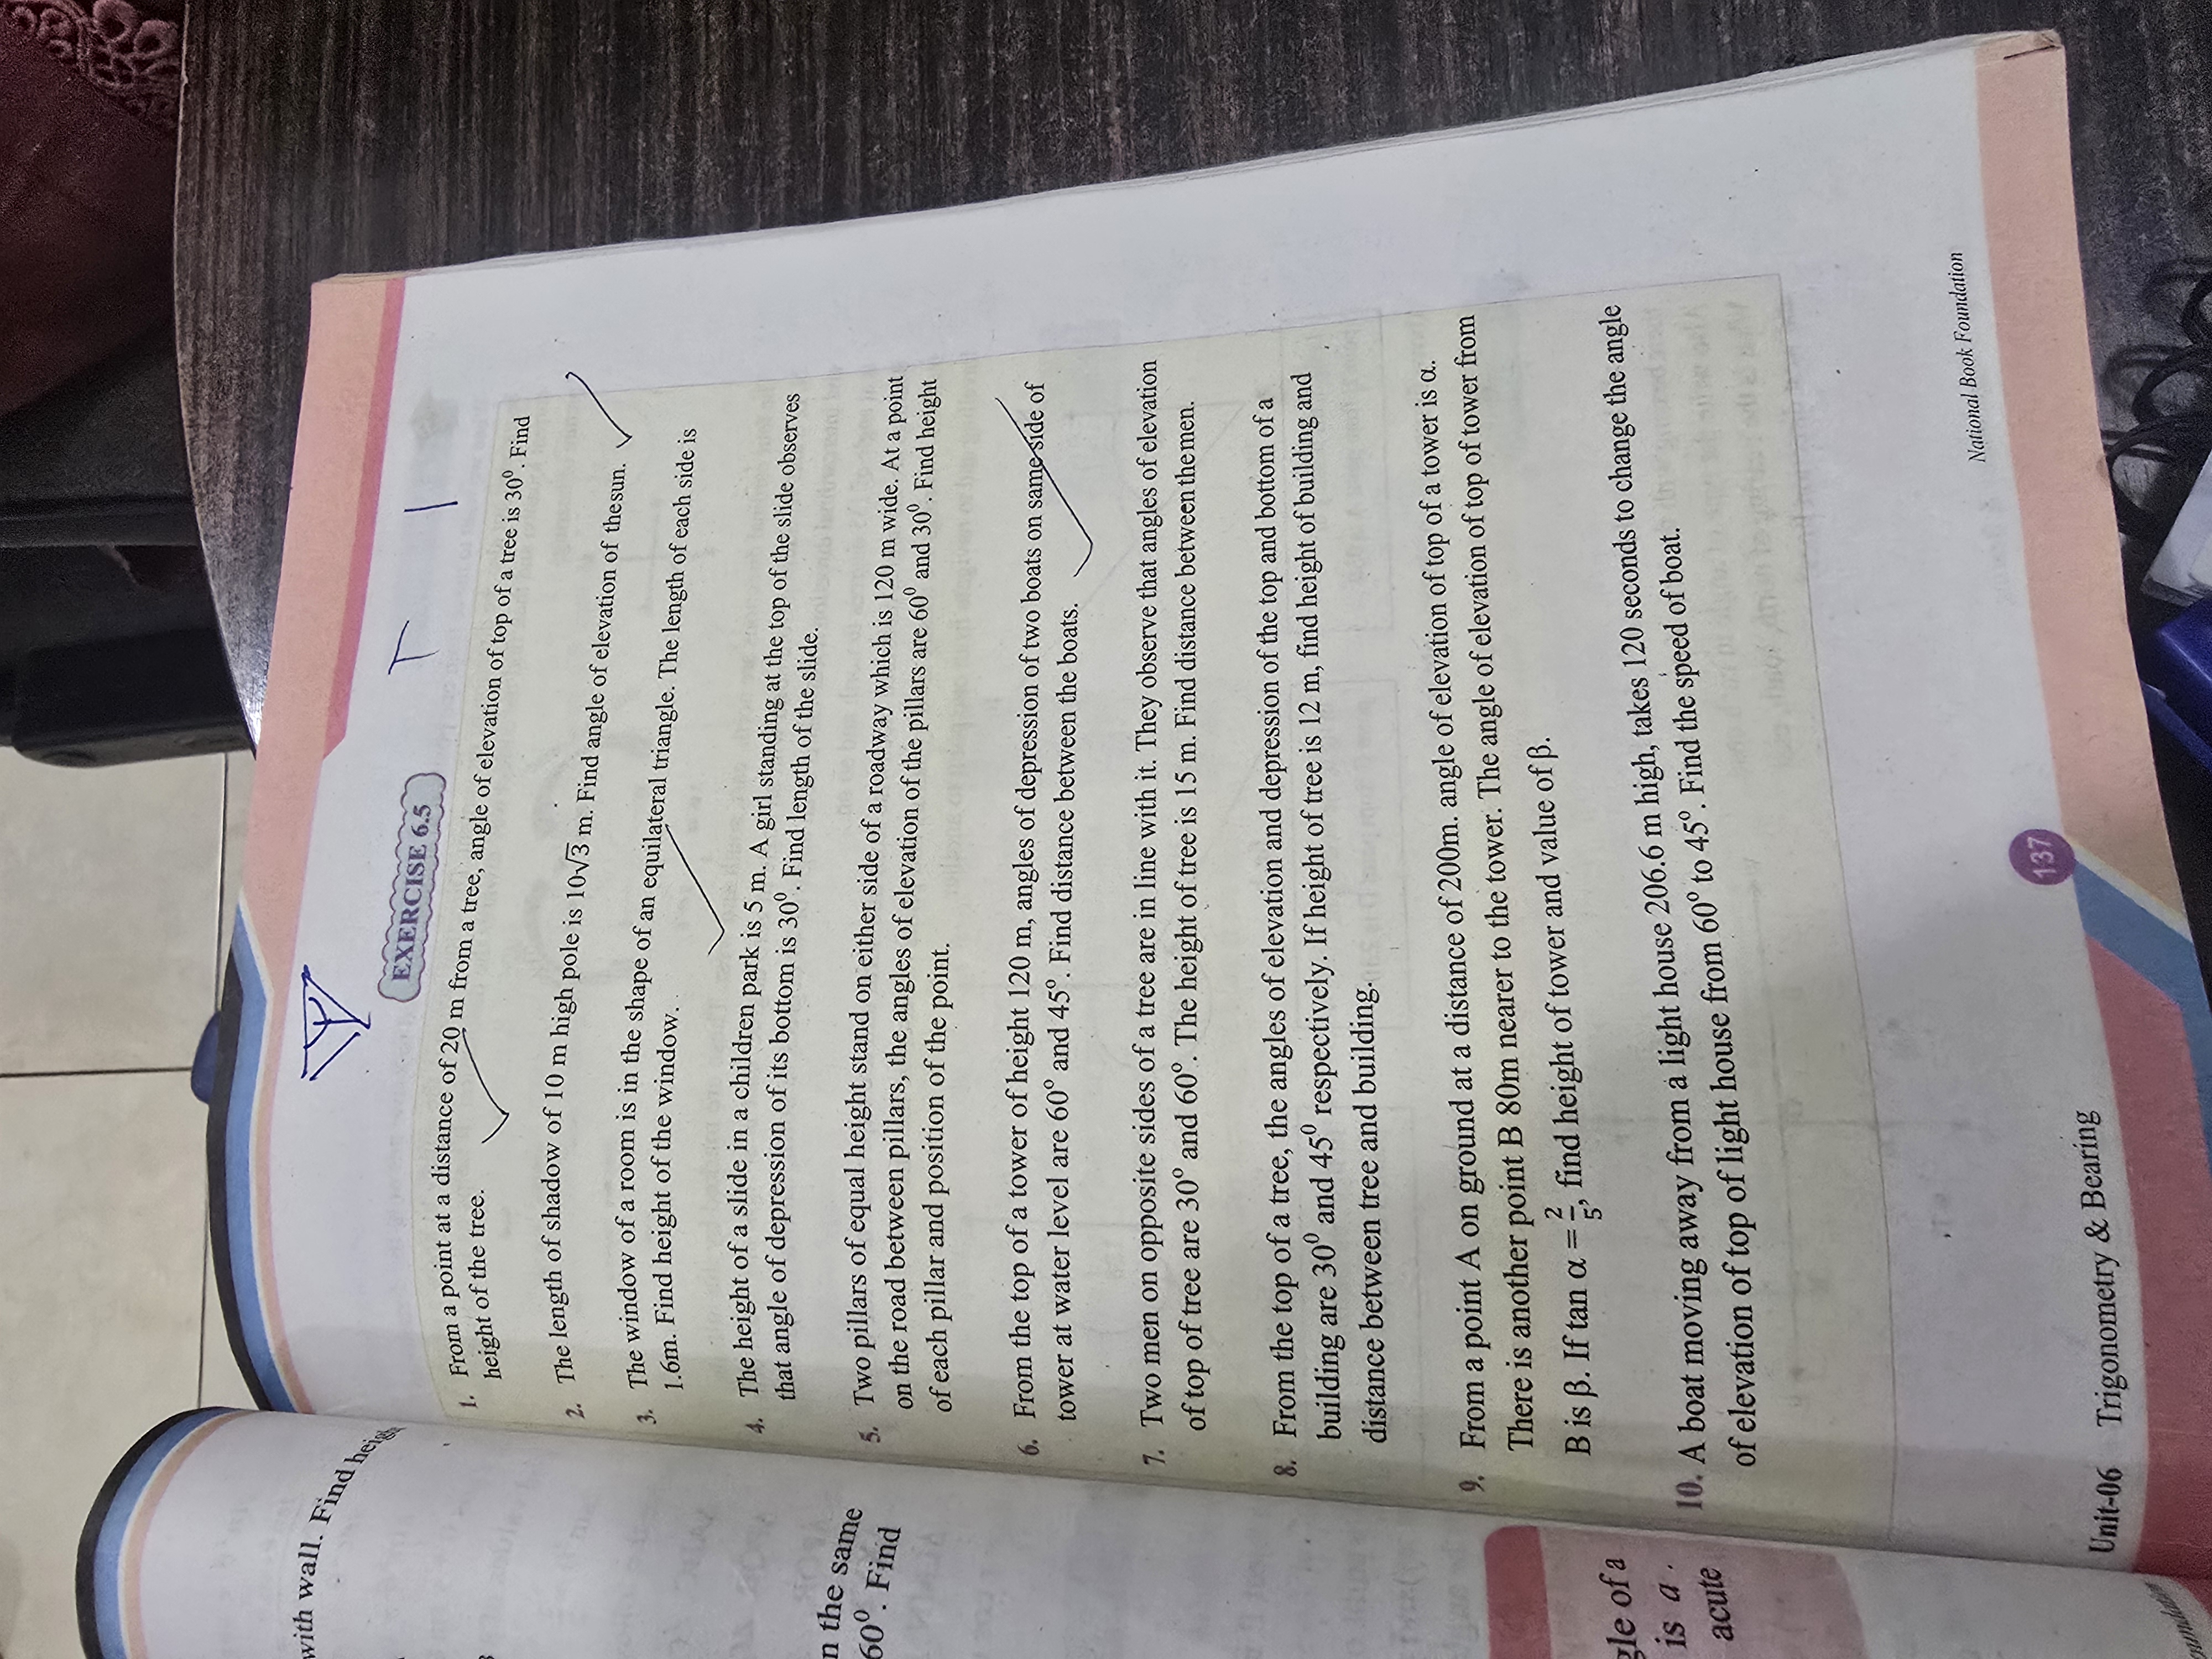 with wall. Find heigh
n the same
60⁰. Find
gle of a
is a.
acute
EXERCISE 6.5
1. From a point at a distance of 20 m from a tree, angle of elevation of top of a tree is 30⁰. Find
height of the tree.
2. The length of shadow of 10 m high pole is 10√3 m. Find angle of elevation of thesun.
3. The window of a room is in the shape of an equilateral triangle. The length of each side is
1.6m. Find height of the window.
4. The height of a slide in a children park is 5 m. A girl standing at the top of the slide observes
that angle of depression of its bottom is 30⁰. Find length of the slide.
5. Two pillars of equal height stand on either side of a roadway which is 120 m wide. At a point
on the road between pillars, the angles of elevation of the pillars are 60⁰ and 30⁰. Find height
of each pillar and position of the point.
6. From the top of a tower of height 120 m, angles of depression of two boats on same side of
tower at water level are 60° and 45°. Find distance between the boats.
7. Two men on opposite sides of a tree are in line with it. They observe that angles of elevation
of top of tree are 30° and 60°. The height of tree is 15 m. Find distance between the men.
8. From the top of a tree, the angles of elevation and depression of the top and bottom of a
building are 30⁰ and 45⁰ respectively. If height of tree is 12 m, find height of building and
distance between tree and building.
9. From a point A on ground at a distance of 200m. angle of elevation of top of a tower is α.
There is another point B 80m nearer to the tower. The angle of elevation of top of tower from
B is β. If tan α = 2/5, find height of tower and value of β.
10. A boat moving away from a light house 206.6 m high, takes 120 seconds to change the angle
of elevation of top of light house from 60° to 45°. Find the speed of boat.
National Book Foundation
137
Unit-06 Trigonometry & Bearing